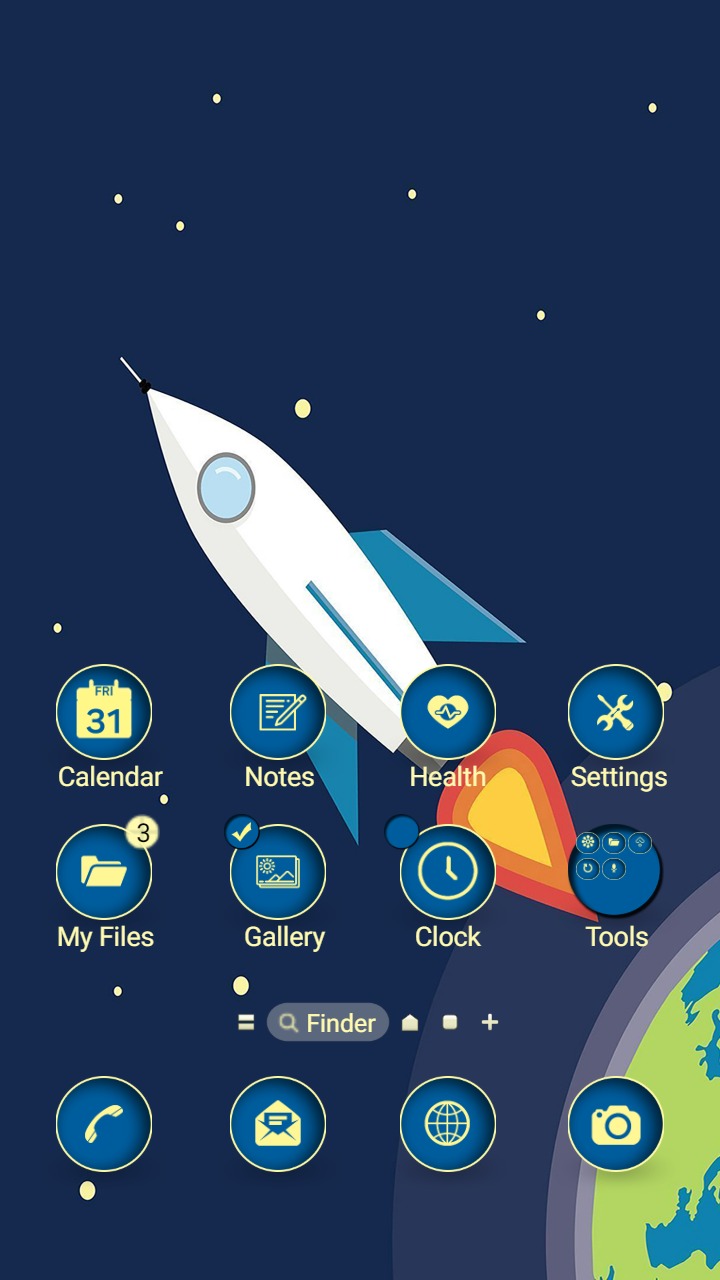 FRI
31
Calendar
Notes
Health
Settings
3
My Files
Gallery
Clock
Tools
Finder